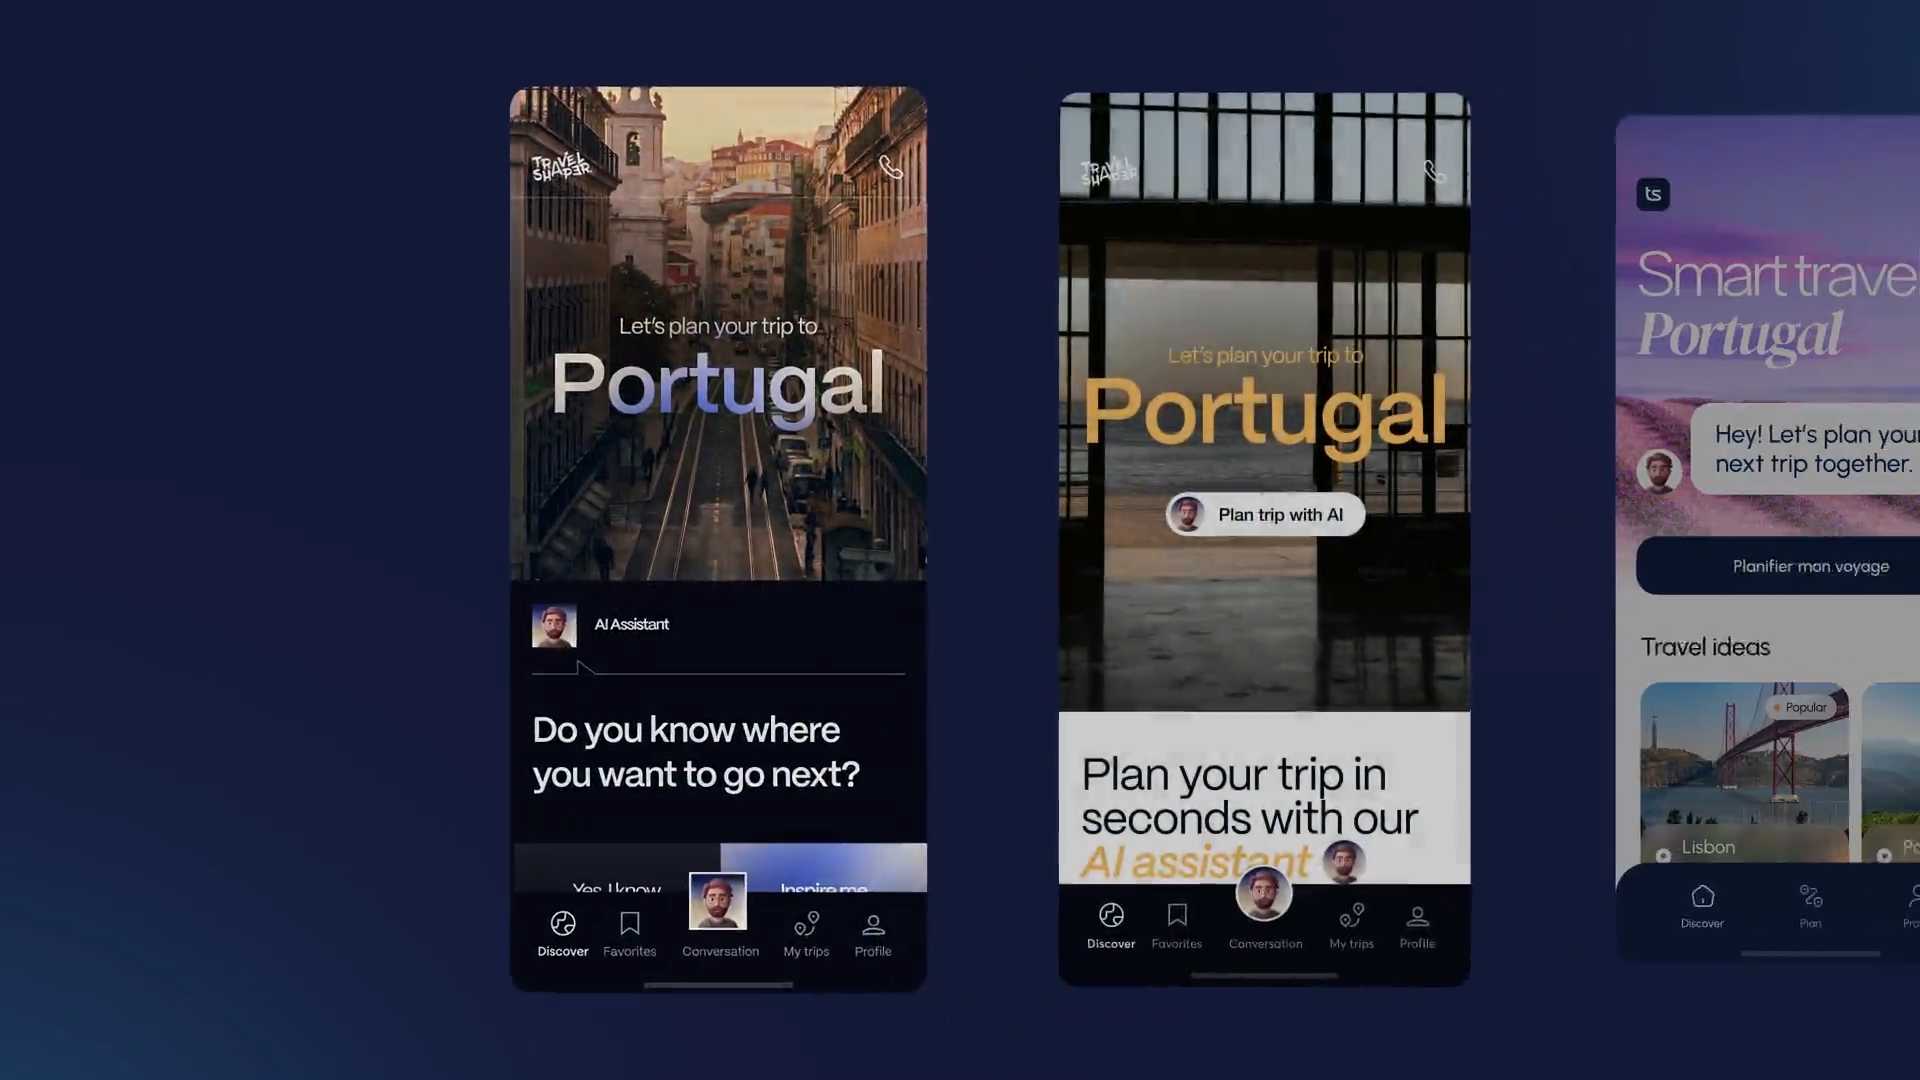 TRAVEL
SHAPER
Let's plan your trip to
Portugal
AI Assistant
Do you know where
you want to go next?
Yes, I know
Inspire me
Discover
Favorites
Conversation
My trips
Profile
TRAVEL
SHAPER
Let's plan your trip to
Portugal
Plan trip with AI
Plan your trip in
seconds with our
AI assistant
Discover
Favorites
Conversation
My trips
Profile
ts
Smart trave
Portugal
Hey! Let's plan your
next trip together.
Planifier mon voyage
Travel ideas
Popular
Lisbon
Discover
Plan